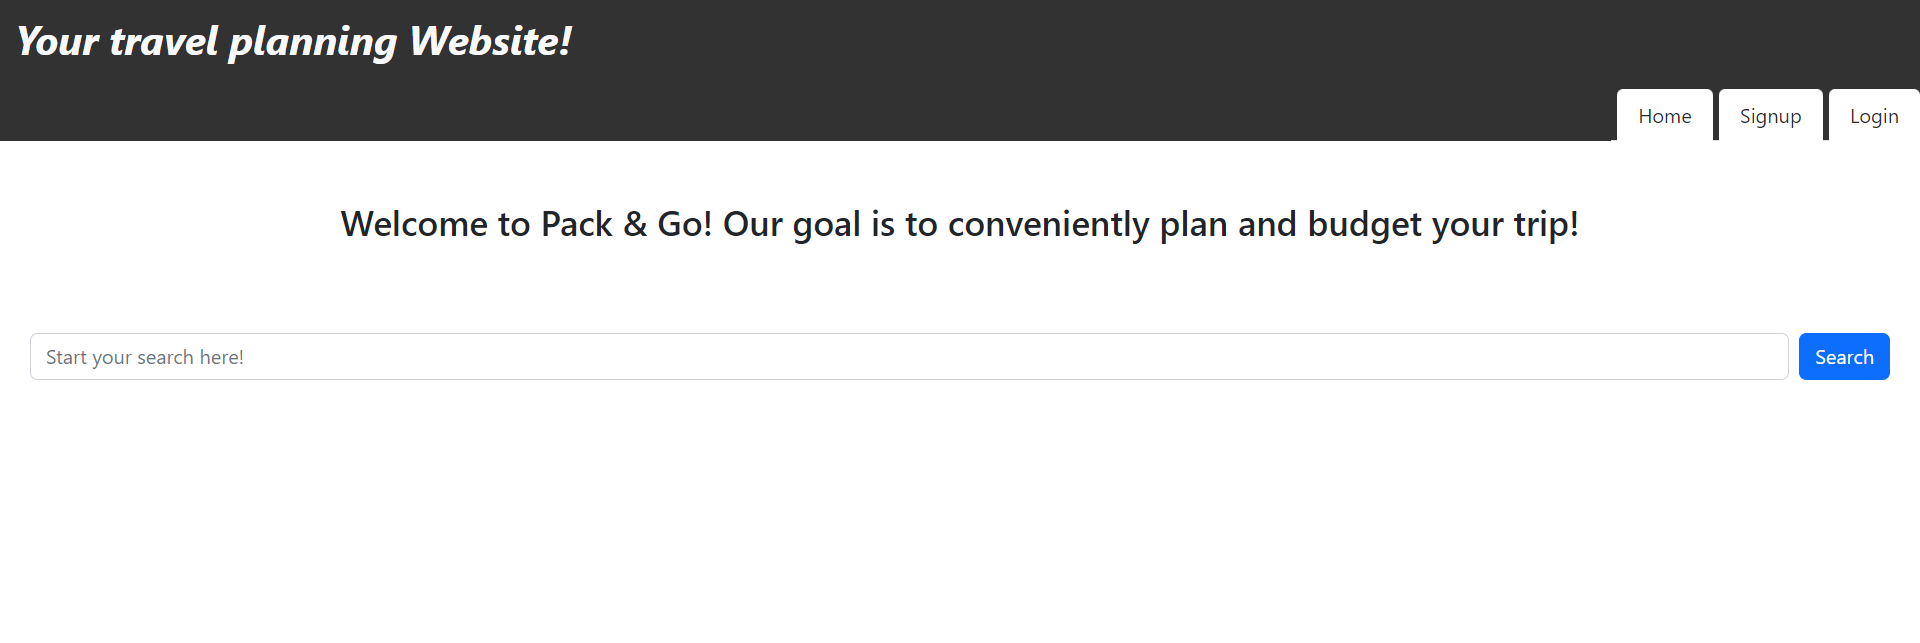 Your travel planning Website!
Home Signup Login
Welcome to Pack & Go! Our goal is to conveniently plan and budget your trip!
Start your search here! Search